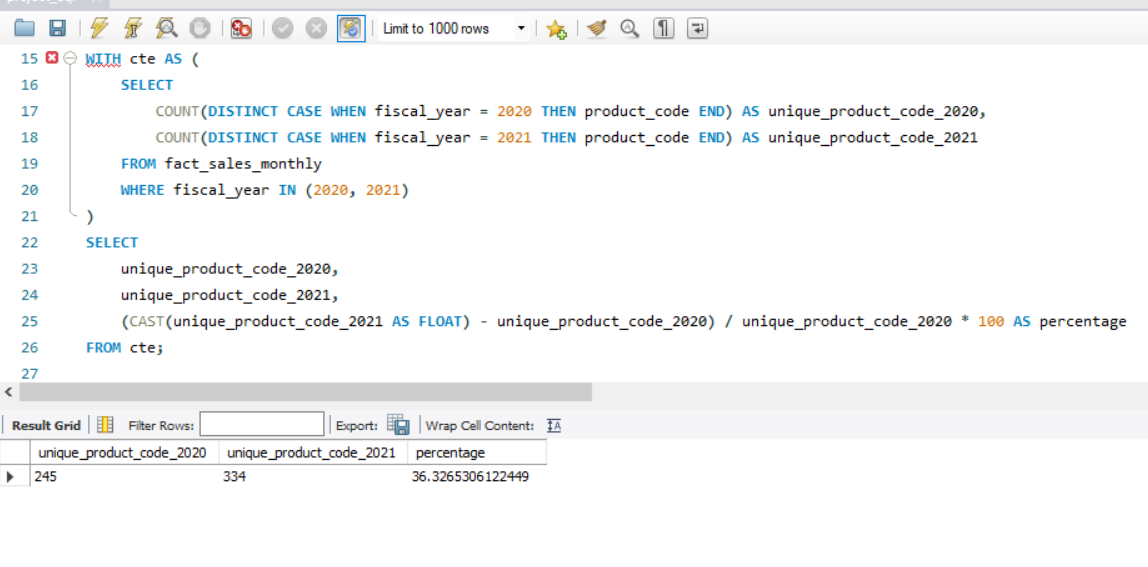 Limit to 1000 rows
15 WITH cte AS (
16 SELECT
17 COUNT(DISTINCT CASE WHEN fiscal_year = 2020 THEN product_code END) AS unique_product_code_2020,
18 COUNT(DISTINCT CASE WHEN fiscal_year = 2021 THEN product_code END) AS unique_product_code_2021
19 FROM fact_sales_monthly
20 WHERE fiscal_year IN (2020, 2021)
21 )
22 SELECT
23 unique_product_code_2020,
24 unique_product_code_2021,
25 (CAST(unique_product_code_2021 AS FLOAT) - unique_product_code_2020) / unique_product_code_2020 * 100 AS percentage
26 FROM cte;
27
Result Grid Filter Rows: Export: Wrap Cell Content:
unique_product_code_2020 unique_product_code_2021 percentage
245 334 36.3265306122449